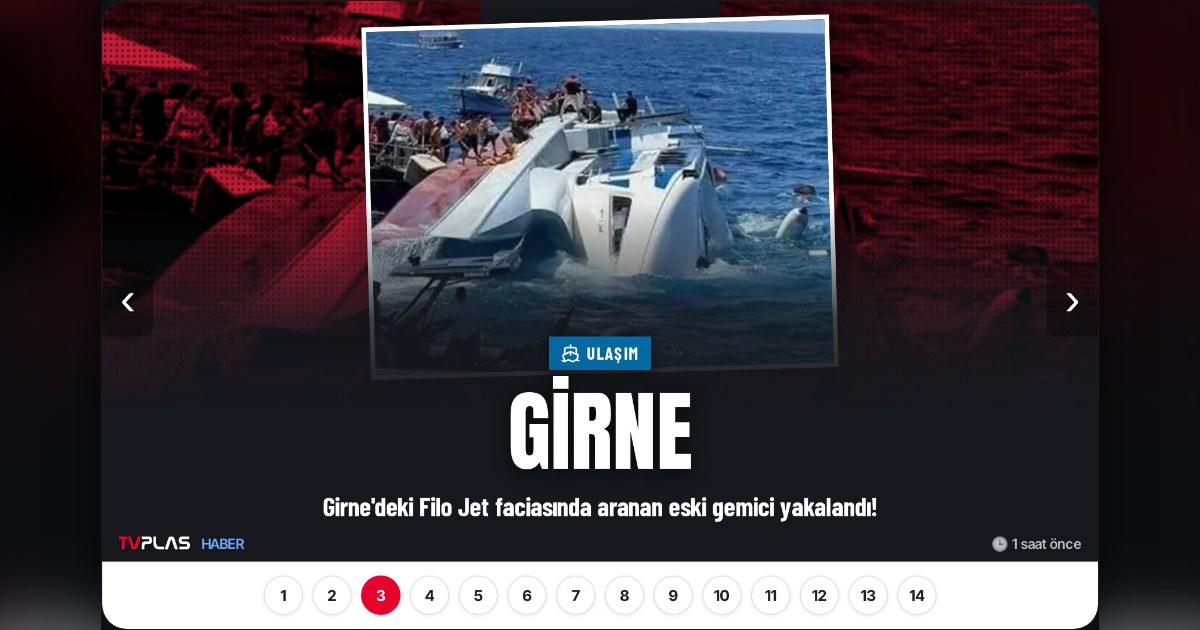 ULAŞIM
GİRNE
Girne'deki Filo Jet faciasında aranan eski gemici yakalandı!
TVPLAS HABER
1 saat önce
1 2 3 4 5 6 7 8 9 10 11 12 13 14